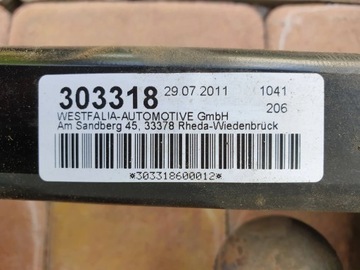 303318 29 07.2011 1041
206
WESTFALIA-AUTOMOTIVE GmbH
Am Sandberg 45, 33378 Rheda-Wiedenbrück
*303318600012*